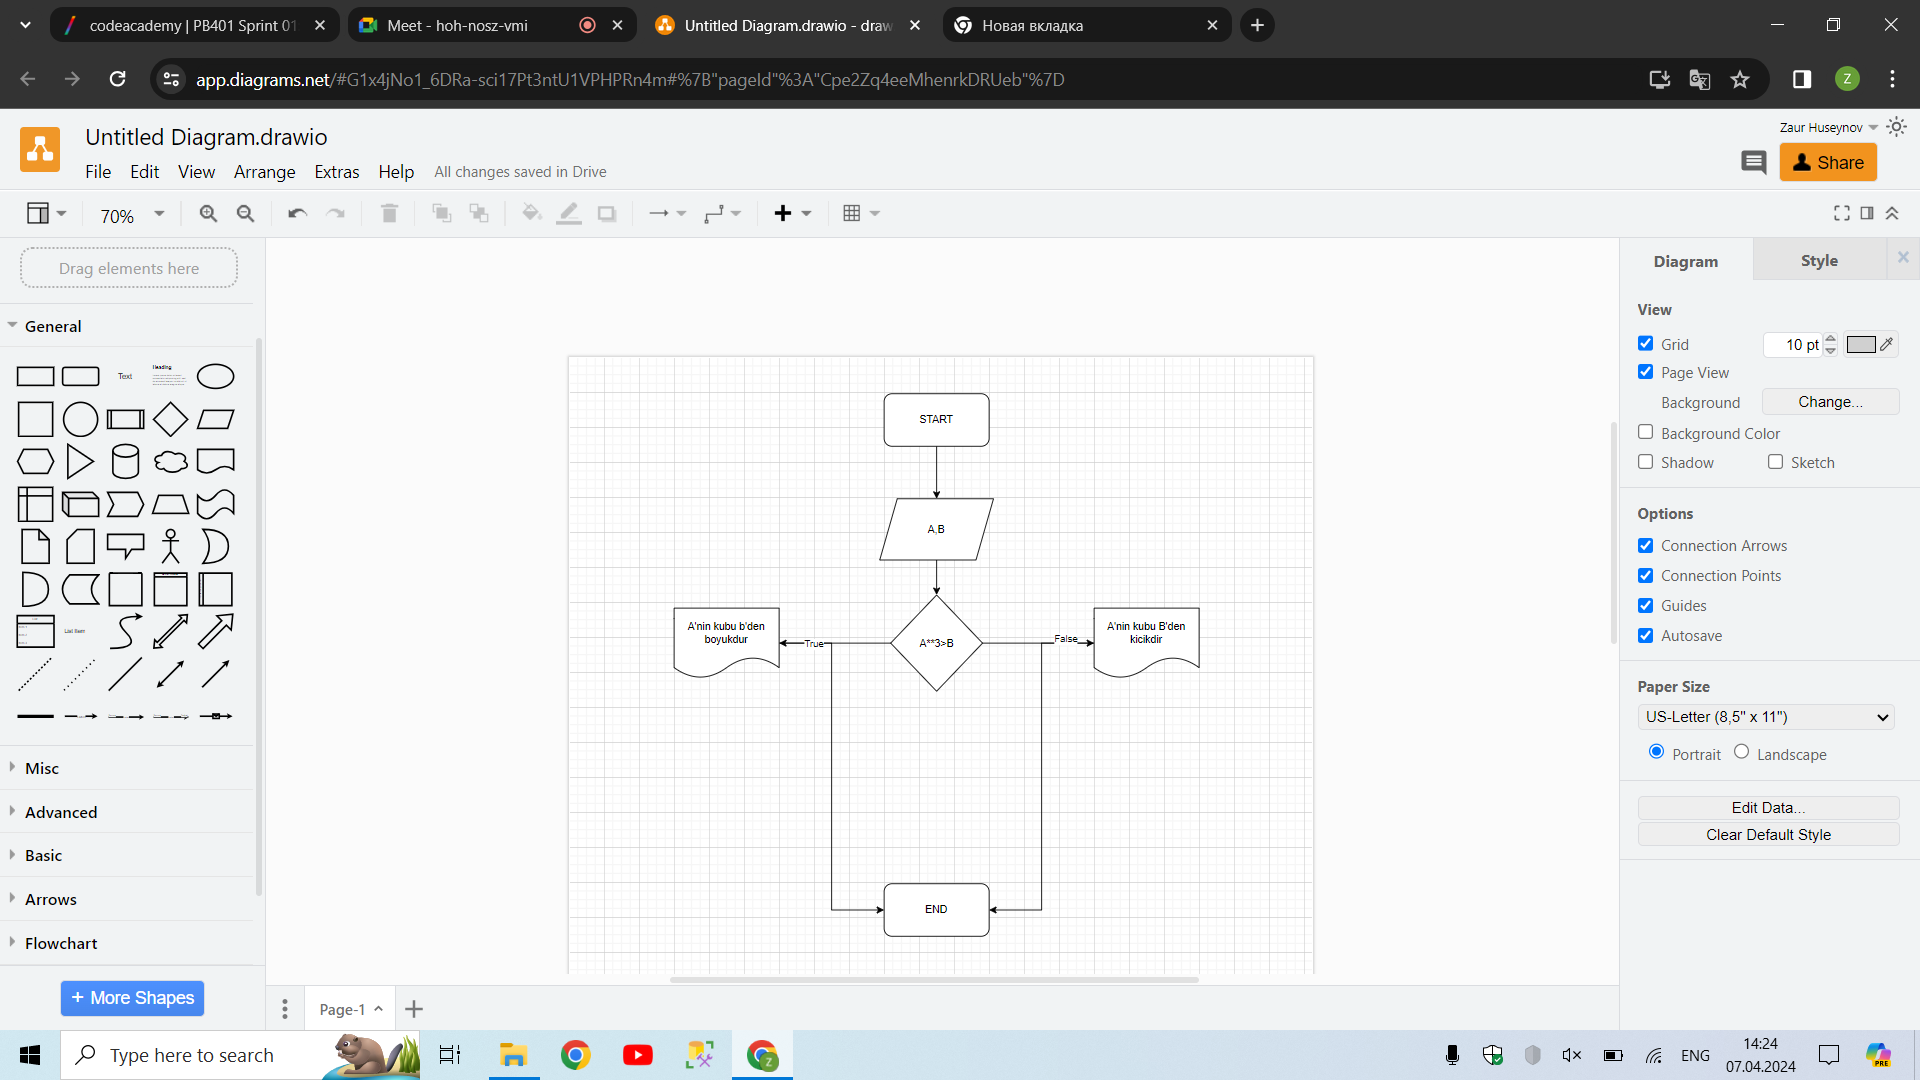 codeacademy | PB401 Sprint 01
Meet - hoh-nosz-vmi
Untitled Diagram.drawio - draw
Новая вкладка
app.diagrams.net/#G1x4jNo1_6DRa-sci17Pt3ntU1VPHPRn4m#%7B"pageId"%3A"Cpe2Zq4eeMhenrkDRUeb"%7D
Z
Untitled Diagram.drawio
Zaur Huseynov
File Edit View Arrange Extras Help All changes saved in Drive
Share
70%
Drag elements here
General
Text
Heading
List Item
Misc
Advanced
Basic
Arrows
Flowchart
+ More Shapes
START
A,B
A'nin kubu b'den
boyukdur
True
A**3>B
False
A'nin kubu B'den
kicikdir
END
Page-1
Diagram
Style
View
Grid
10 pt
Page View
Background
Change...
Background Color
Shadow
Sketch
Options
Connection Arrows
Connection Points
Guides
Autosave
Paper Size
US-Letter (8,5" x 11")
Portrait
Landscape
Edit Data...
Clear Default Style
Type here to search
Z
ENG
14:24
07.04.2024
PRE